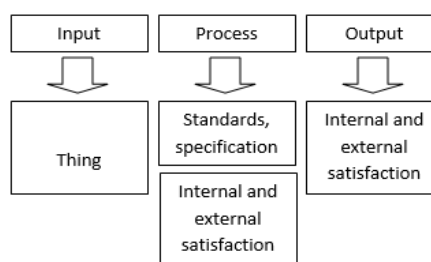 Input
Process
Output
Thing
Standards,
specification
Internal and
external
satisfaction
Internal and
external
satisfaction